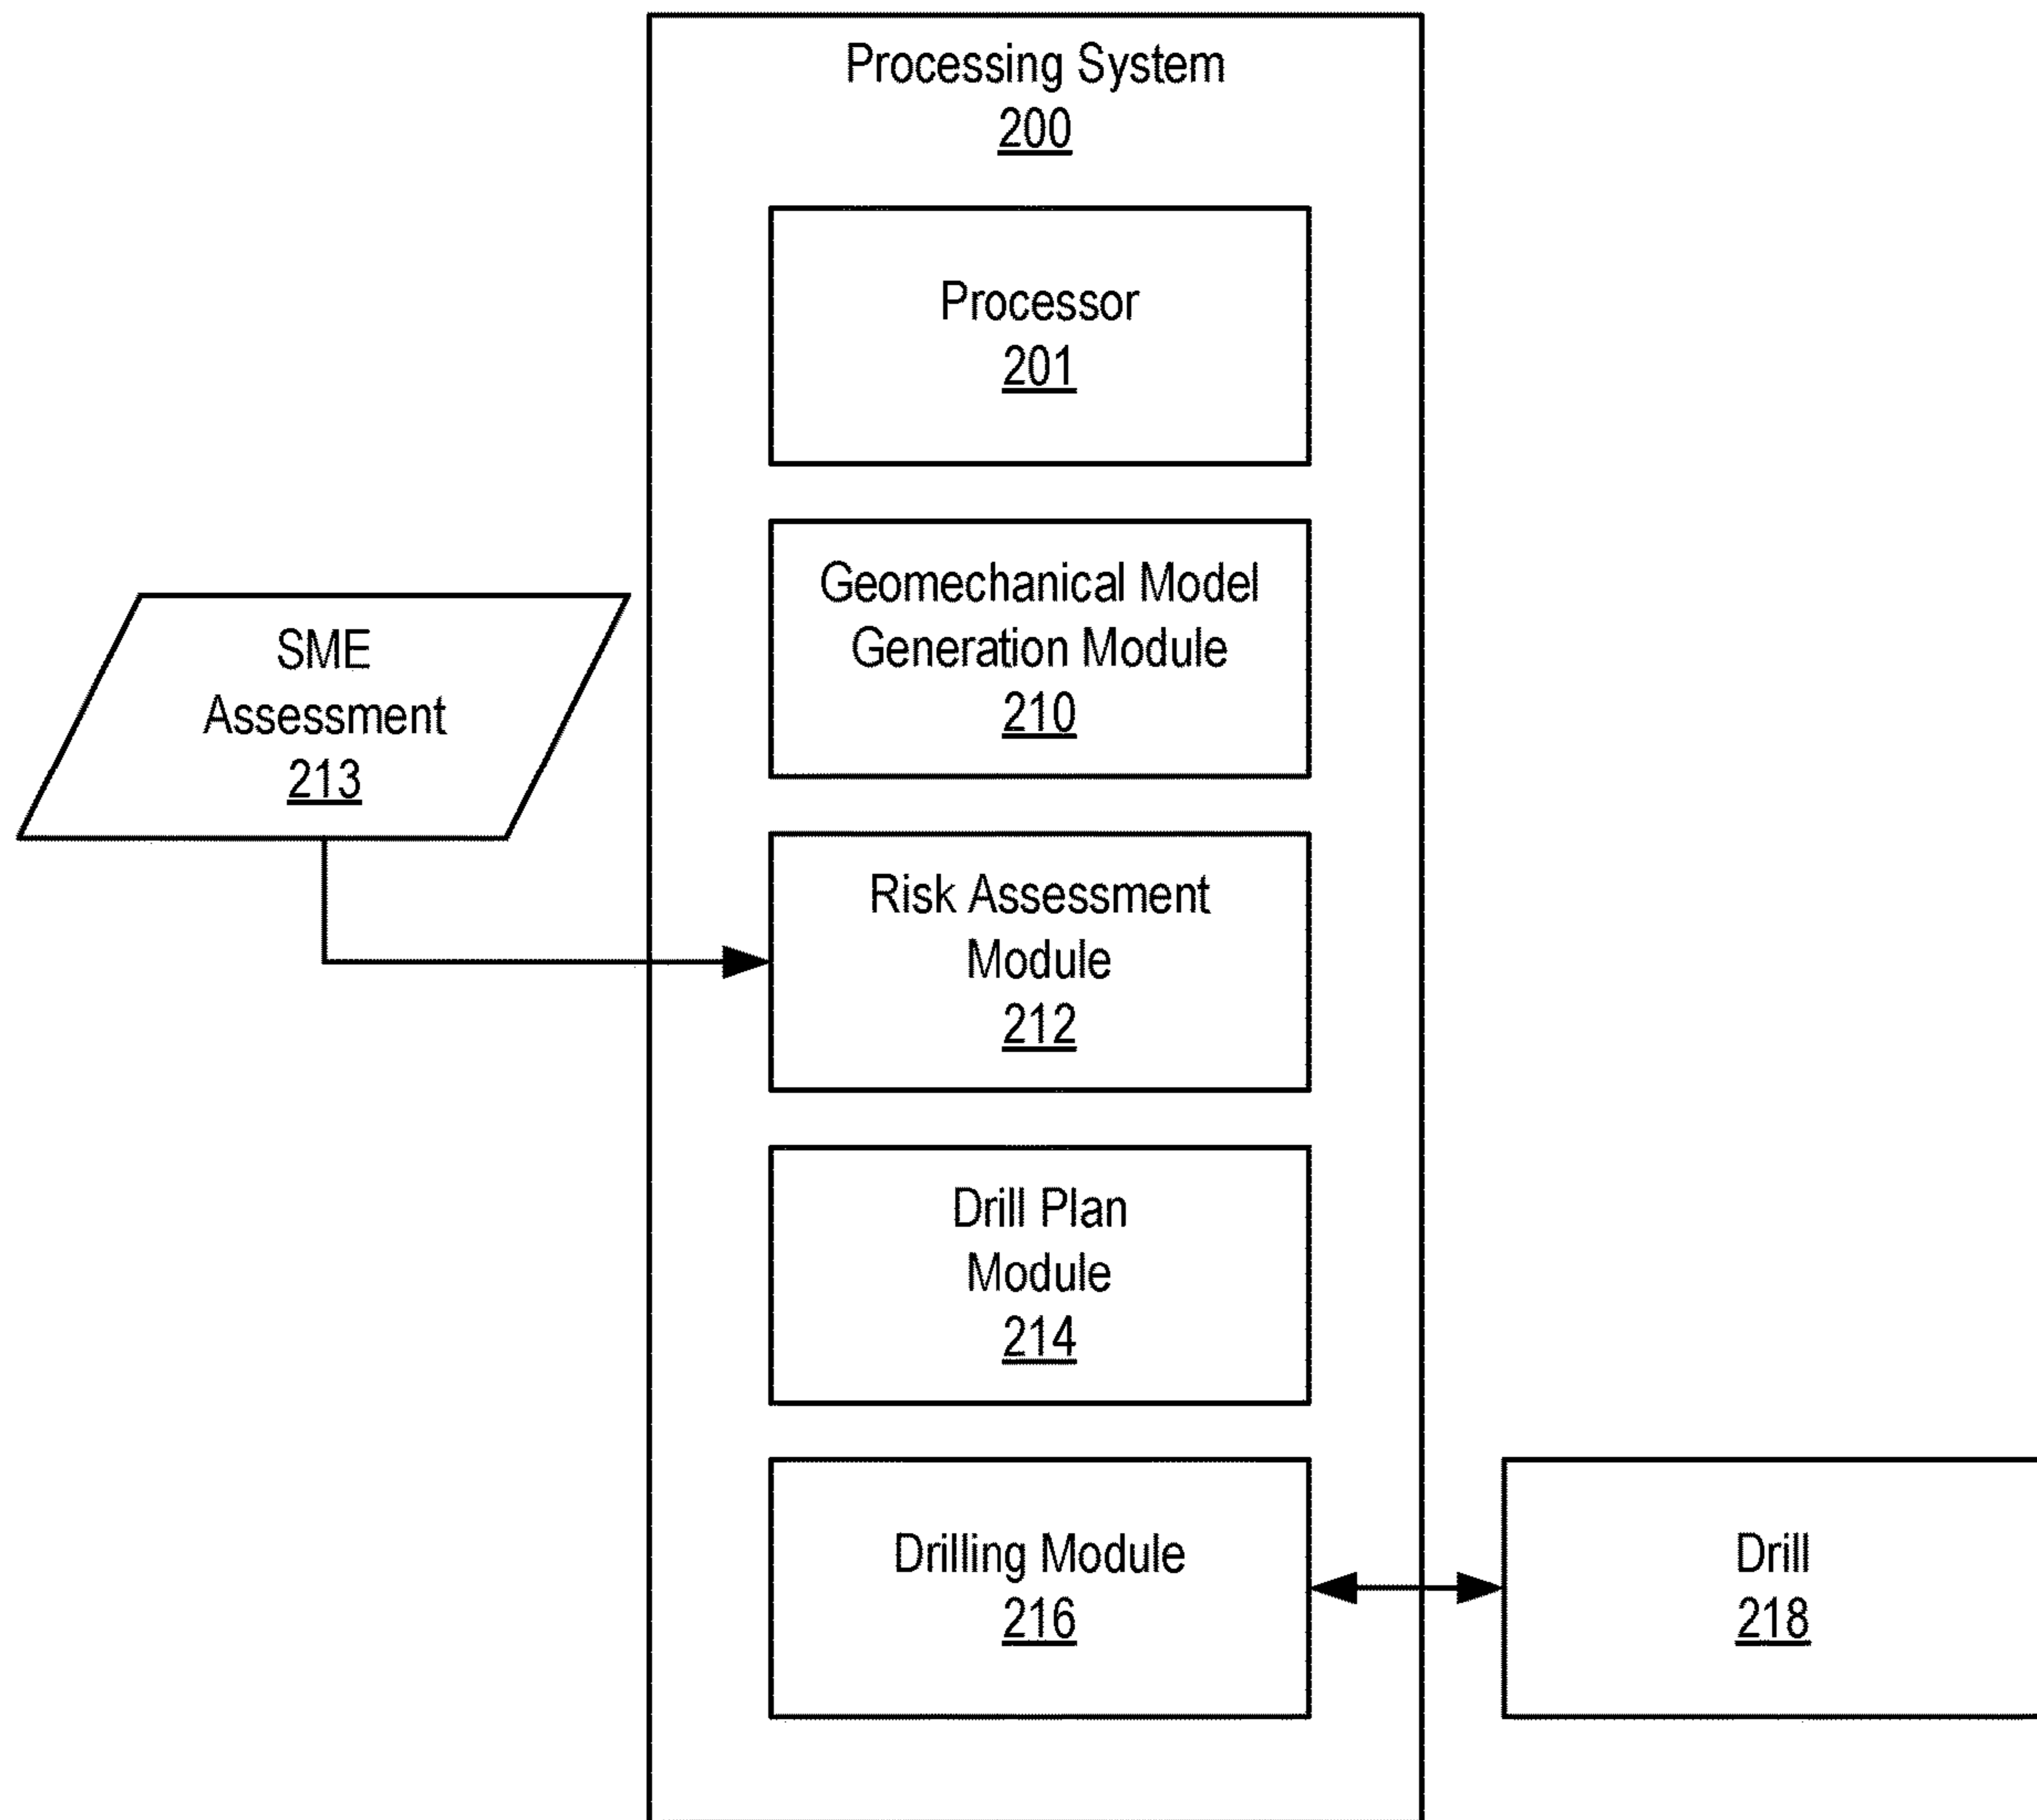 Processing System
200
Processor
201
Geomechanical Model
Generation Module
210
SME
Assessment
213
Risk Assessment
Module
212
Drill Plan
Module
214
Drilling Module
216
Drill
218